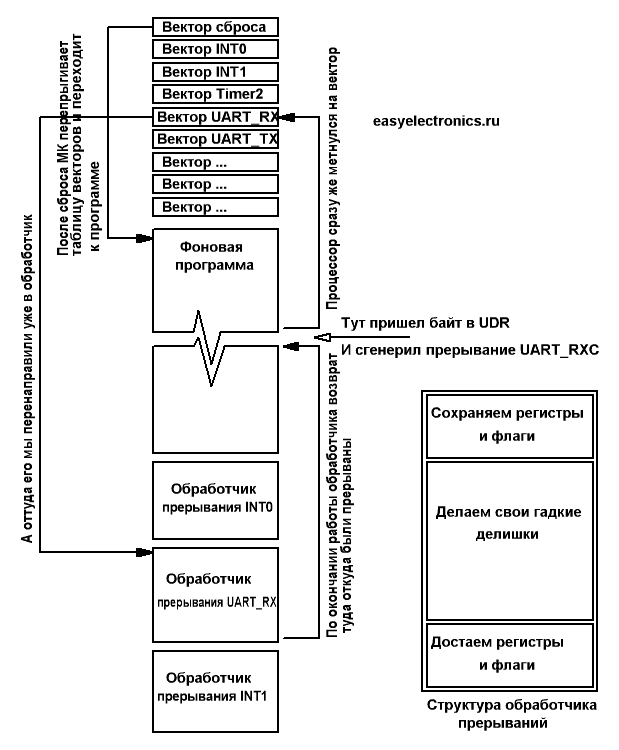 Вектор сброса
Вектор INT0
Вектор INT1
Вектор Timer2
Вектор UART_RX
Вектор UART_TX
Вектор ...
Вектор ...
Вектор ...
После сброса МК перепрыгивает
таблицу векторов и переходит
к программе
А оттуда его мы перенаправили уже в обработчик
Процессор сразу же метнулся на вектор
easyelectronics.ru
Фоновая
программа
Тут пришел байт в UDR
И сгенерил прерывание UART_RXC
По окончании работы обработчика возврат
туда откуда были прерываны
Обработчик
прерывания INT0
Обработчик
прерывания UART_RX
Обработчик
прерывания INT1
Сохраняем регистры
и флаги
Делаем свои гадкие
делишки
Достаем регистры
и флаги
Структура обработчика
прерываний